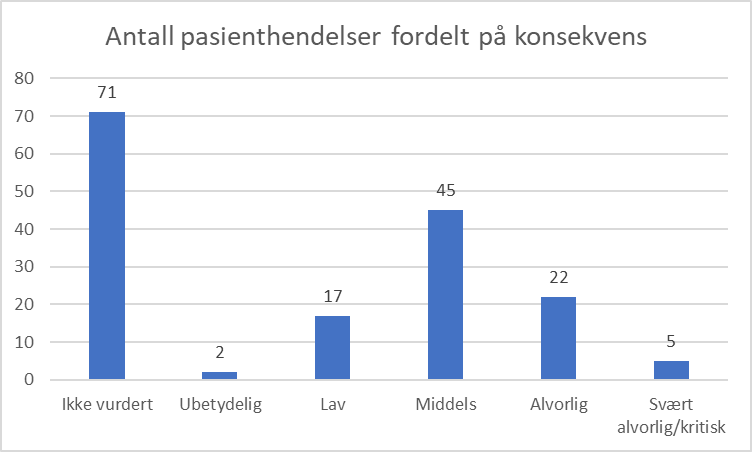 Antall pasienthendelser fordelt på konsekvens
80
70
60
50
40
30
20
10
0
71
2
17
45
22
5
Ikke vurdert
Ubetydelig
Lav
Middels
Alvorlig
Svært
alvorlig/kritisk